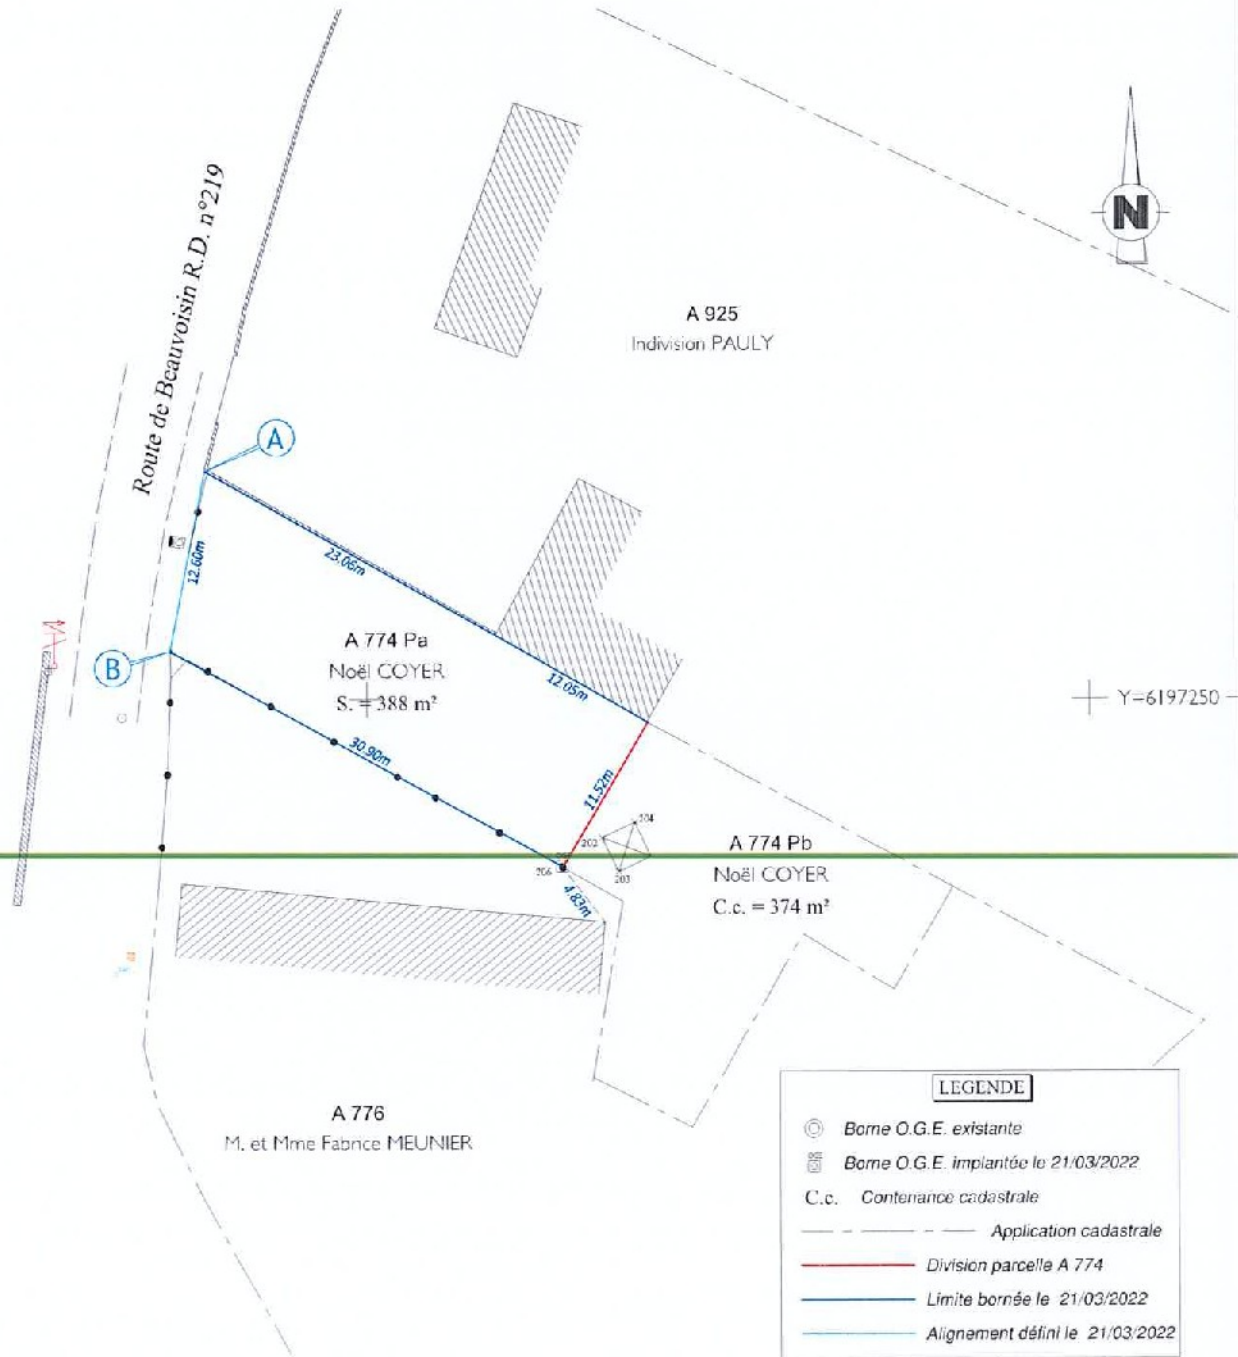 Route de Beauvoisin R.D. n°219
N
A 925
Indivision PAULY
A
12.60m
23.06m
B
A 774 Pa
Noël COYER
S. = 388 m²
12.05m
Y=6197250
30.90m
11.52m
204
202
203
206
A 774 Pb
Noël COYER
C.c. = 374 m²
4.83m
A 776
M. et Mme Fabrice MEUNIER
LEGENDE
Borne O.G.E. existante
Borne O.G.E. implantée le 21/03/2022
C.c. Contenance cadastrale
Application cadastrale
Division parcelle A 774
Limite bornée le 21/03/2022
Alignement défini le 21/03/2022